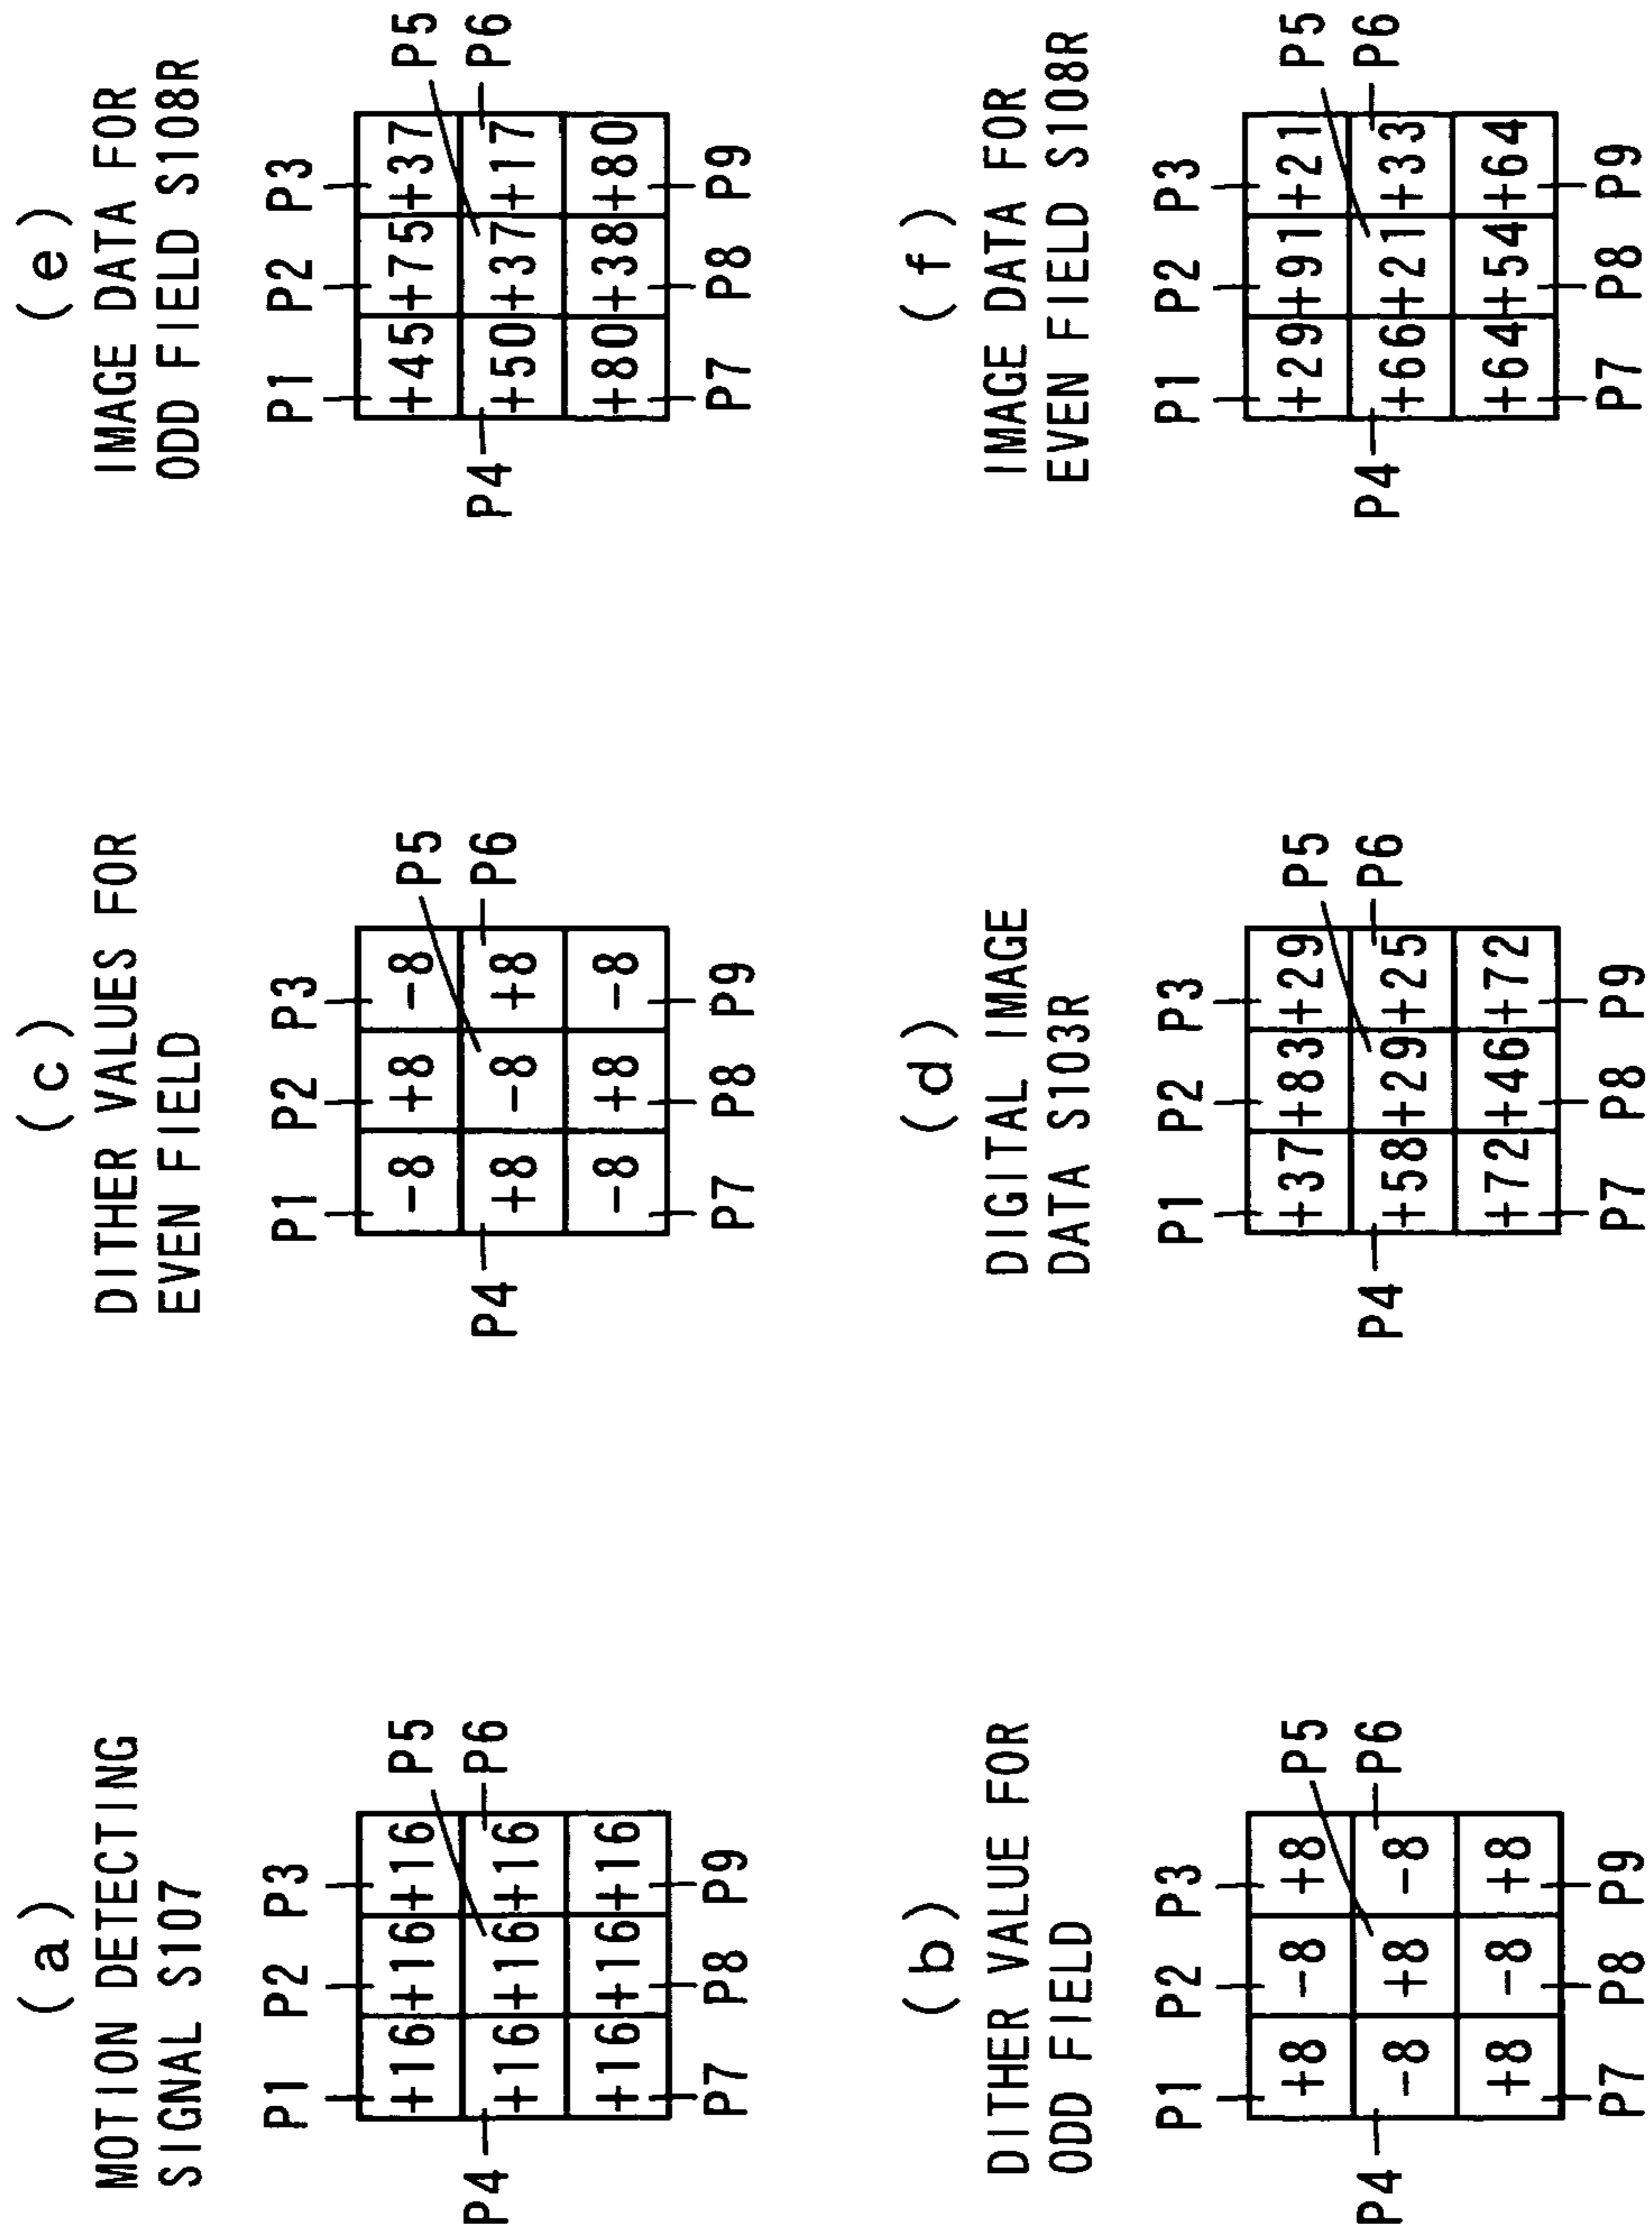 (a)
MOTION DETECTING
SIGNAL S107
P1 P2 P3
+16 +16 +16
P5
P4 +16 +16 +16 P6
+16 +16 +16
P7 P8 P9
(c)
DITHER VALUES FOR
EVEN FIELD
P1 P2 P3
-8 +8 -8
P5
P4 +8 -8 +8 P6
-8 +8 -8
P7 P8 P9
(e)
IMAGE DATA FOR
ODD FIELD S108R
P1 P2 P3
+45 +75 +37
P5
P4 +50 +37 +17 P6
+80 +38 +80
P7 P8 P9
(b)
DITHER VALUE FOR
ODD FIELD
P1 P2 P3
+8 -8 +8
P5
P4 -8 +8 -8 P6
+8 -8 +8
P7 P8 P9
(d)
DIGITAL IMAGE
DATA S103R
P1 P2 P3
+37 +83 +29
P5
P4 +58 +29 +25 P6
+72 +46 +72
P7 P8 P9
(f)
IMAGE DATA FOR
EVEN FIELD S108R
P1 P2 P3
+29 +91 +21
P5
P4 +66 +21 +33 P6
+64 +54 +64
P7 P8 P9